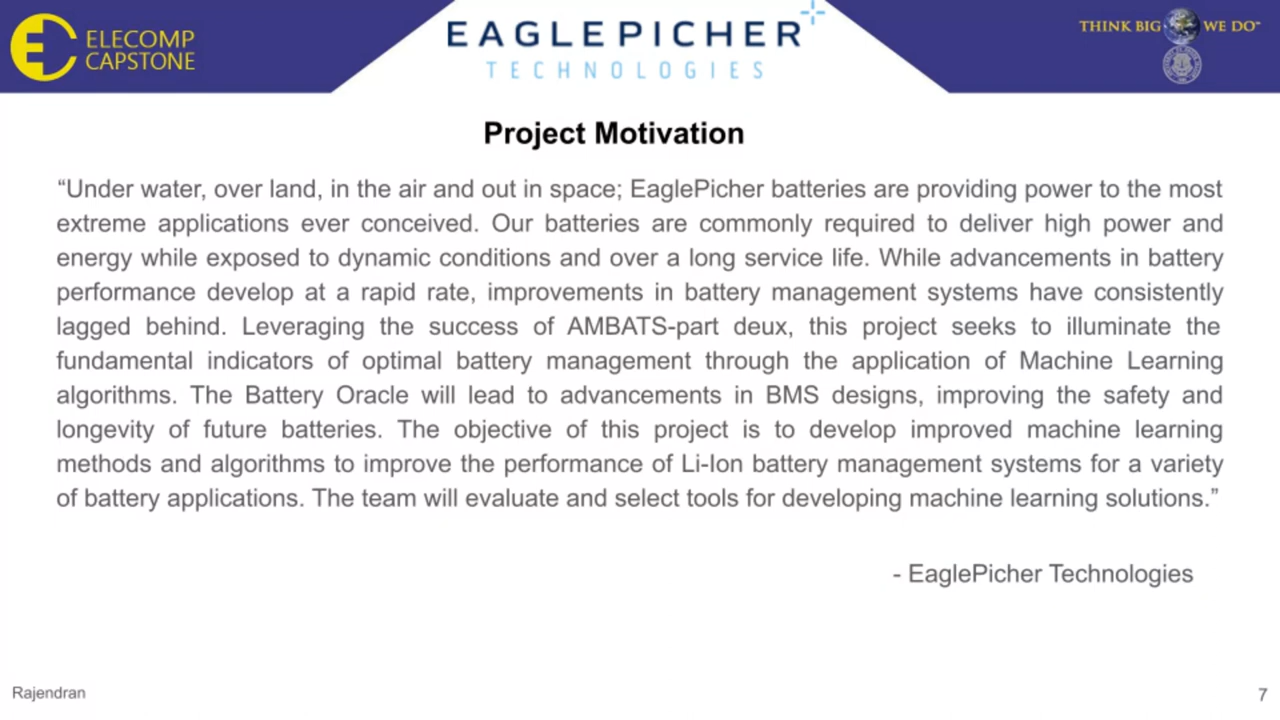 ELECOMP
CAPSTONE
EAGLEPICHER
TECHNOLOGIES
THINK BIG WE DO℠
Project Motivation
“Under water, over land, in the air and out in space; EaglePicher batteries are providing power to the most
extreme applications ever conceived. Our batteries are commonly required to deliver high power and
energy while exposed to dynamic conditions and over a long service life. While advancements in battery
performance develop at a rapid rate, improvements in battery management systems have consistently
lagged behind. Leveraging the success of AMBATS-part deux, this project seeks to illuminate the
fundamental indicators of optimal battery management through the application of Machine Learning
algorithms. The Battery Oracle will lead to advancements in BMS designs, improving the safety and
longevity of future batteries. The objective of this project is to develop improved machine learning
methods and algorithms to improve the performance of Li-Ion battery management systems for a variety
of battery applications. The team will evaluate and select tools for developing machine learning solutions.”
- EaglePicher Technologies
Rajendran
7